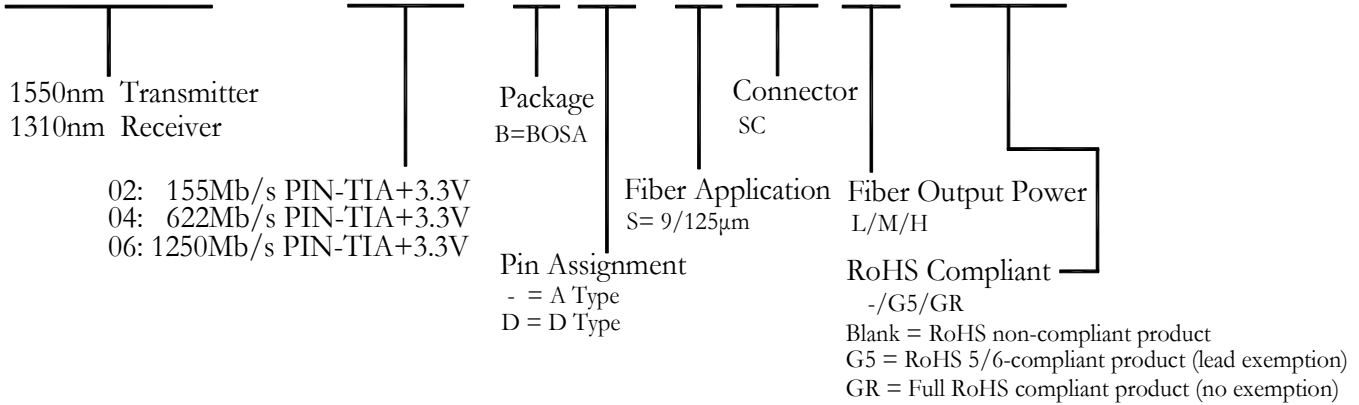 1550nm Transmitter
1310nm Receiver
02: 155Mb/s PIN-TIA+3.3V
04: 622Mb/s PIN-TIA+3.3V
06: 1250Mb/s PIN-TIA+3.3V
Package
B=BOSA
Pin Assignment
- = A Type
D = D Type
Fiber Application
S= 9/125µm
Connector
SC
Fiber Output Power
L/M/H
RoHS Compliant
-/G5/GR
Blank = RoHS non-compliant product
G5 = RoHS 5/6-compliant product (lead exemption)
GR = Full RoHS compliant product (no exemption)